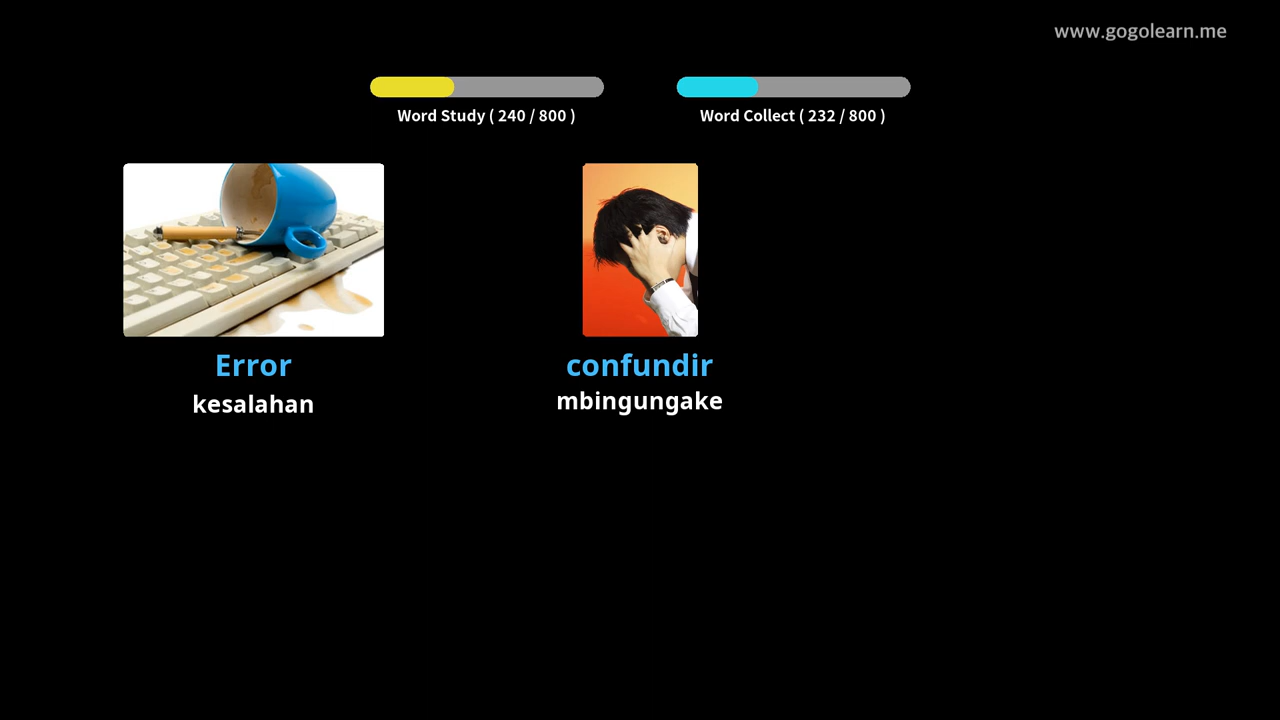 www.gogolearn.me
Word Study ( 240 / 800 )
Word Collect ( 232 / 800 )
Error
kesalahan
confundir
mbingungake